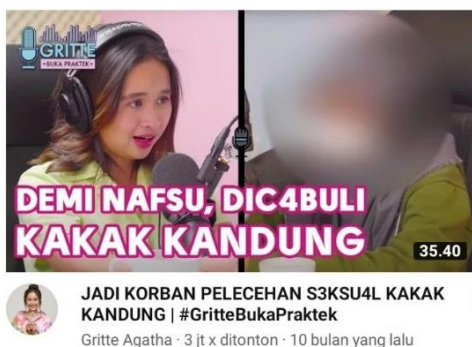 GRITTE
•BUKA PRAKTEK•
DEMI NAFSU, DIC4BULI
KAKAK KANDUNG
35.40
JADI KORBAN PELECEHAN S3KSU4L KAKAK
KANDUNG | #GritteBukaPraktek
Gritte Agatha · 3 jt x ditonton · 10 bulan yang lalu